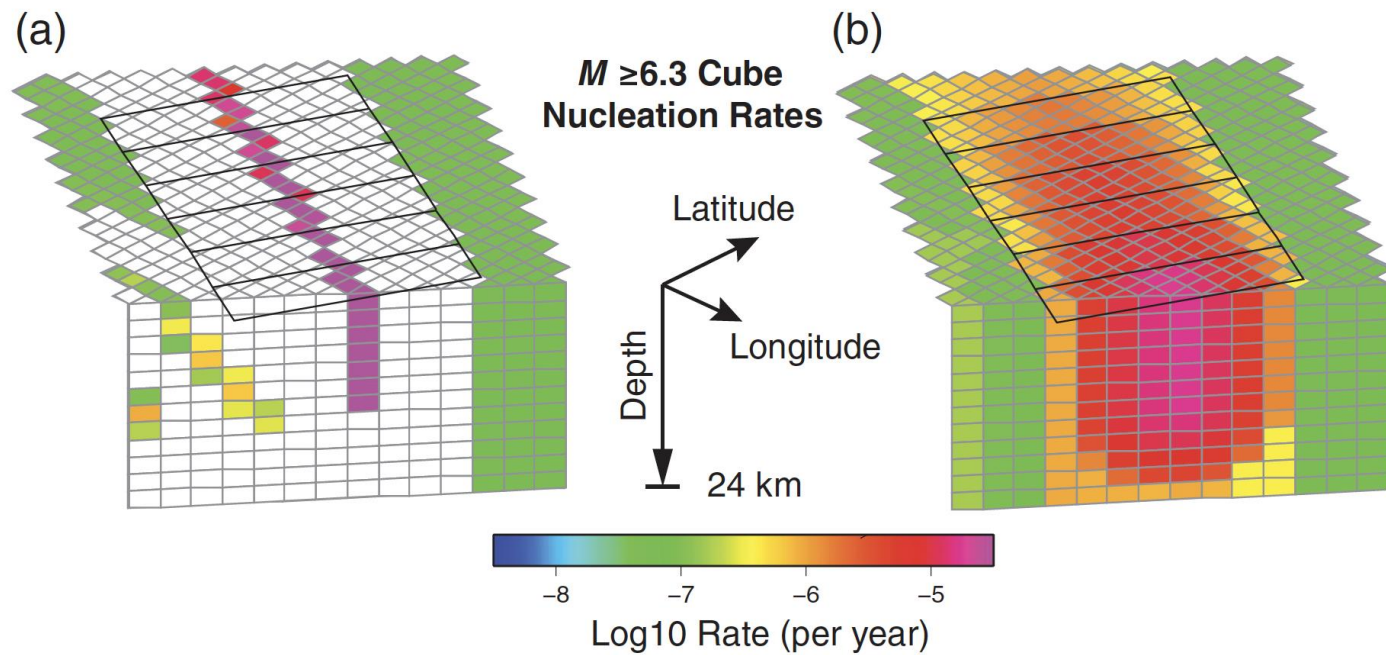 (a)
(b)
M ≥6.3 Cube
Nucleation Rates
Latitude
Longitude
Depth
24 km
−8
−7
−6
−5
Log10 Rate (per year)